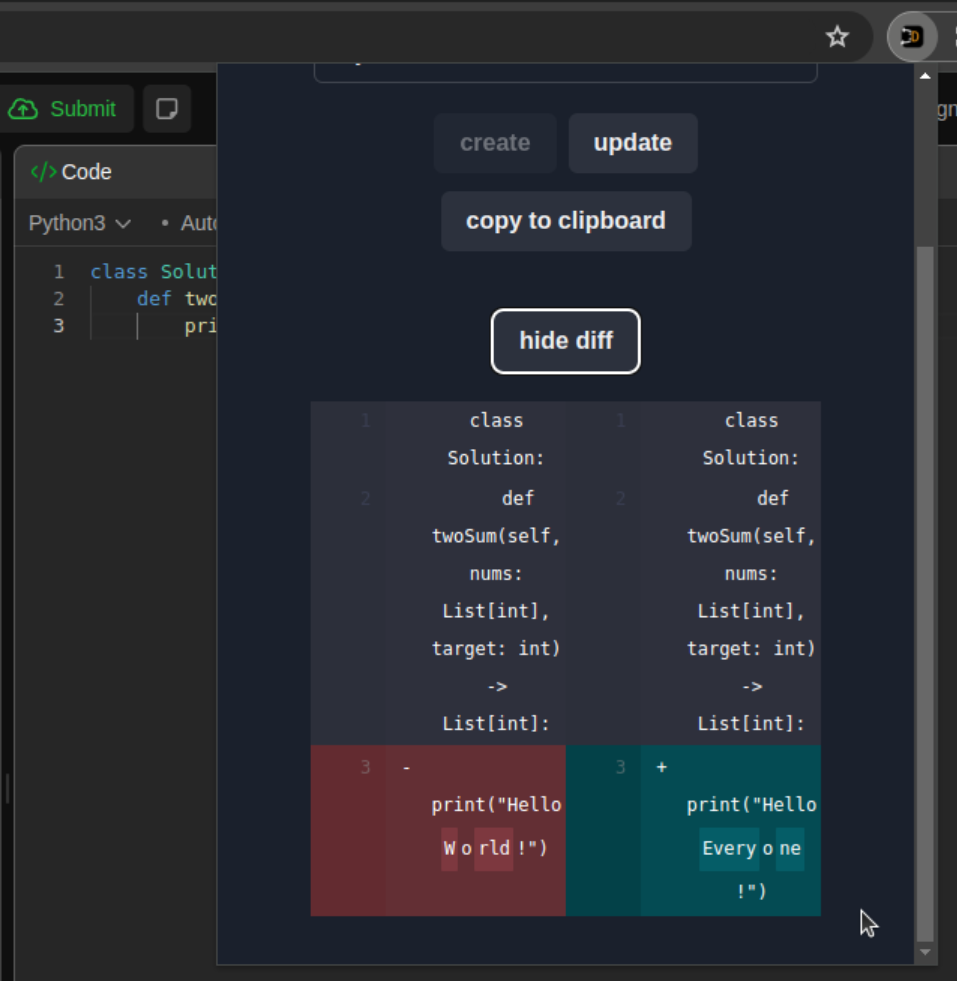 Submit
</> Code
Python3
• Auto
create
update
copy to clipboard
hide diff
1 class Solut
2 def two
3 pri
1 class
Solution:
2 def
twoSum(self,
nums:
List[int],
target: int)
->
List[int]:
3 -
print("Hello
World!")
1 class
Solution:
2 def
twoSum(self,
nums:
List[int],
target: int)
->
List[int]:
3 +
print("Hello
Everyone
!")